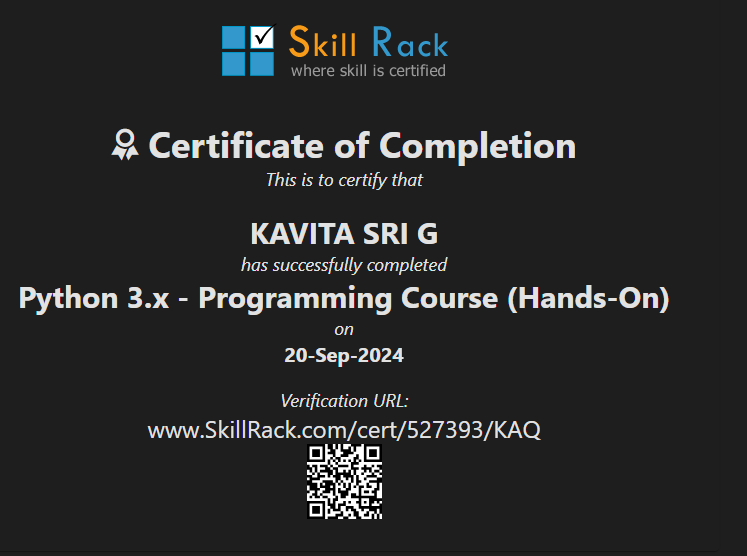 Skill Rack
where skill is certified
Certificate of Completion
This is to certify that
KAVITA SRI G
has successfully completed
Python 3.x - Programming Course (Hands-On)
on
20-Sep-2024
Verification URL:
www.SkillRack.com/cert/527393/KAQ